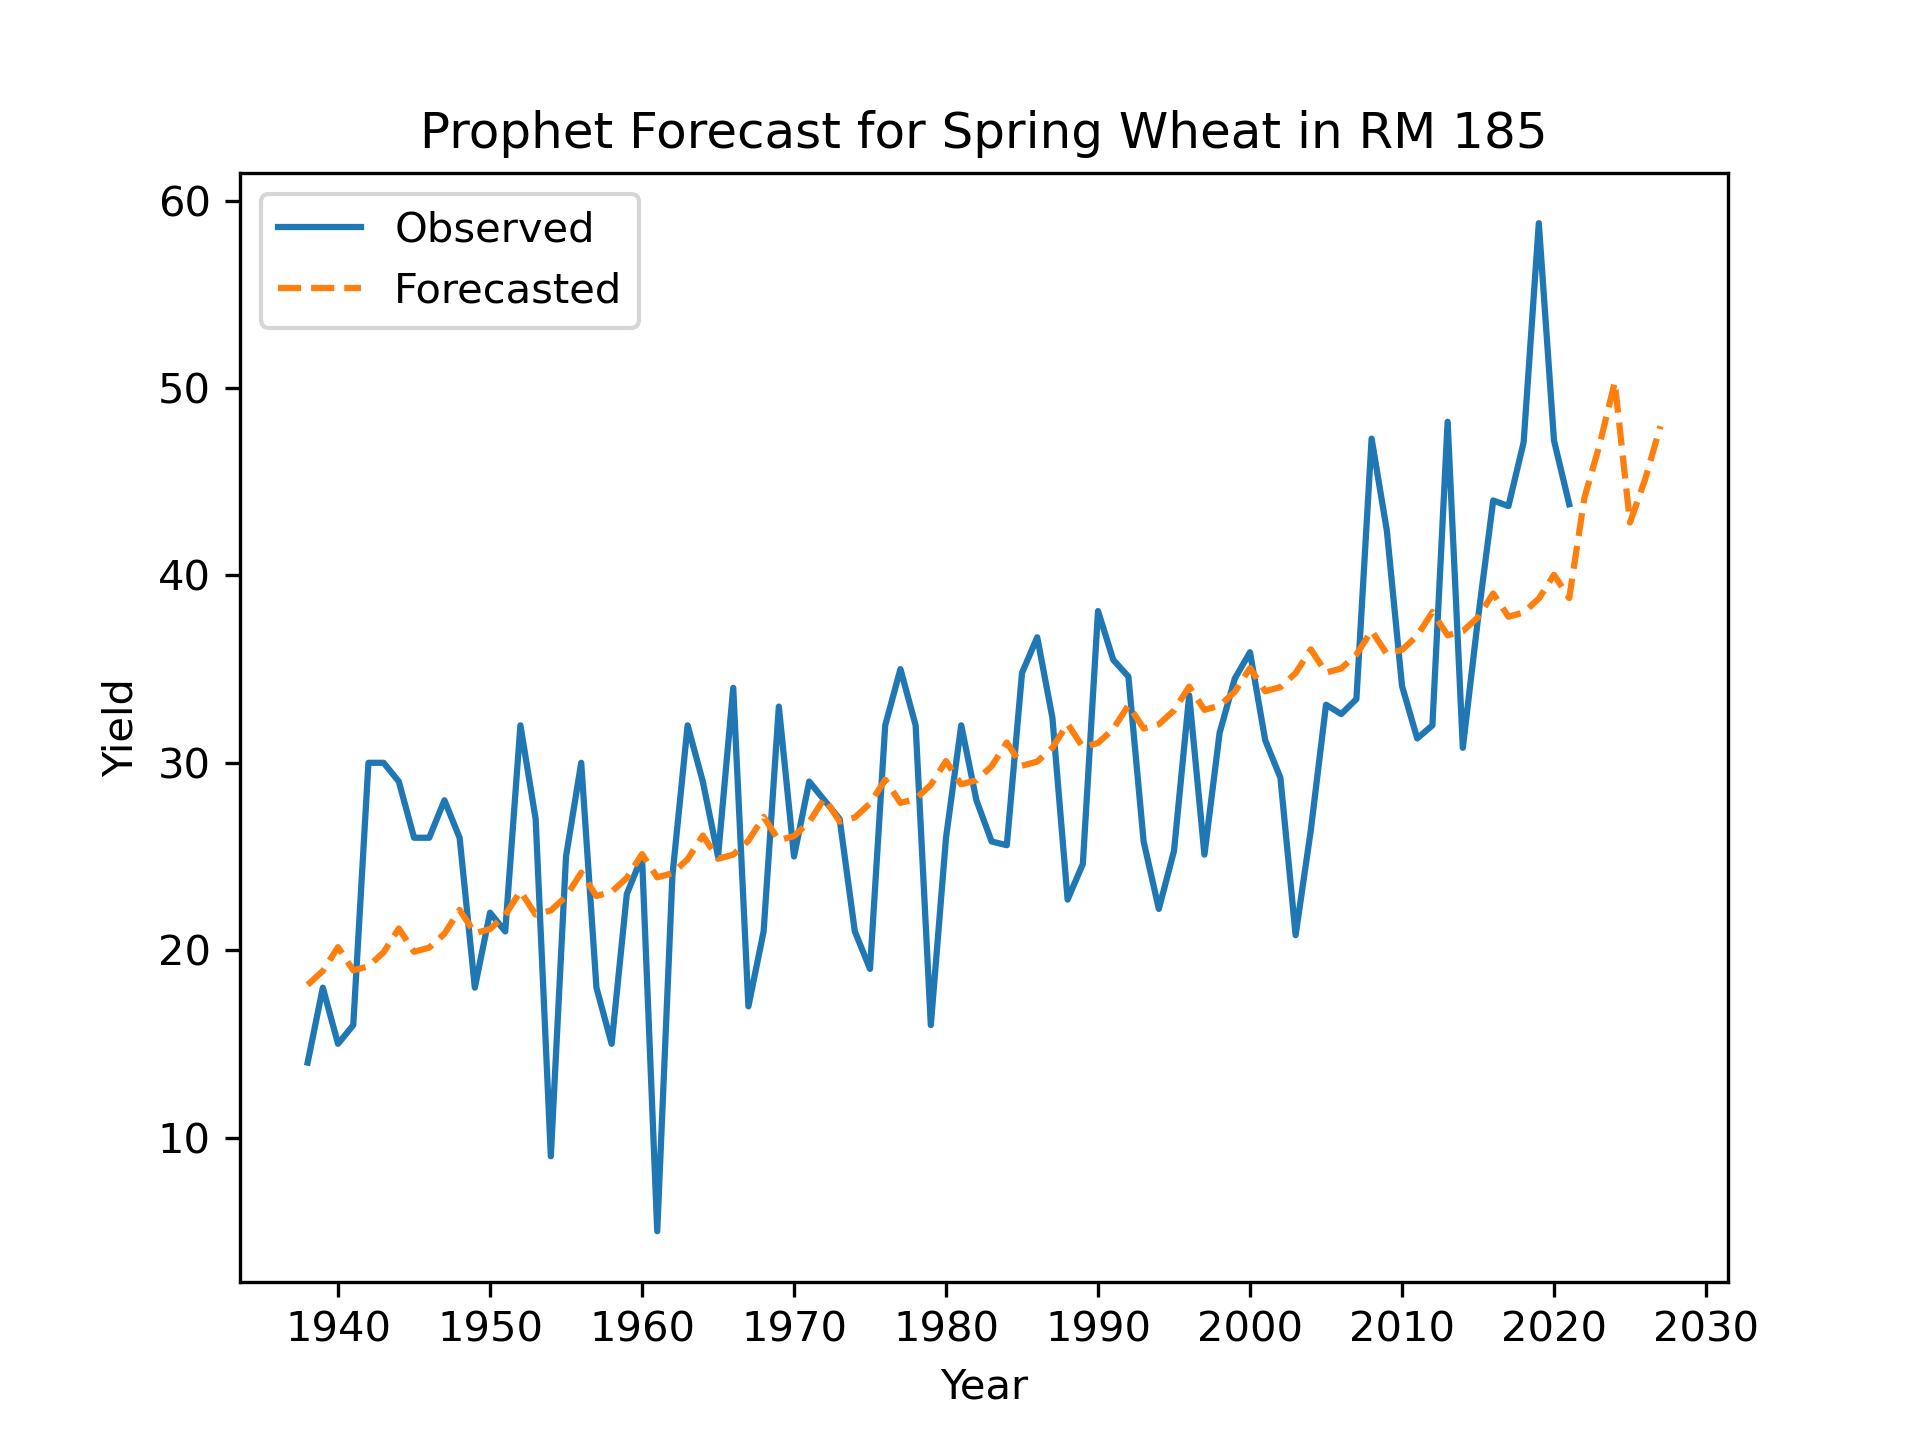 Prophet Forecast for Spring Wheat in RM 185
Observed
Forecasted
60
50
40
30
20
10
Yield
1940 1950 1960 1970 1980 1990 2000 2010 2020 2030
Year